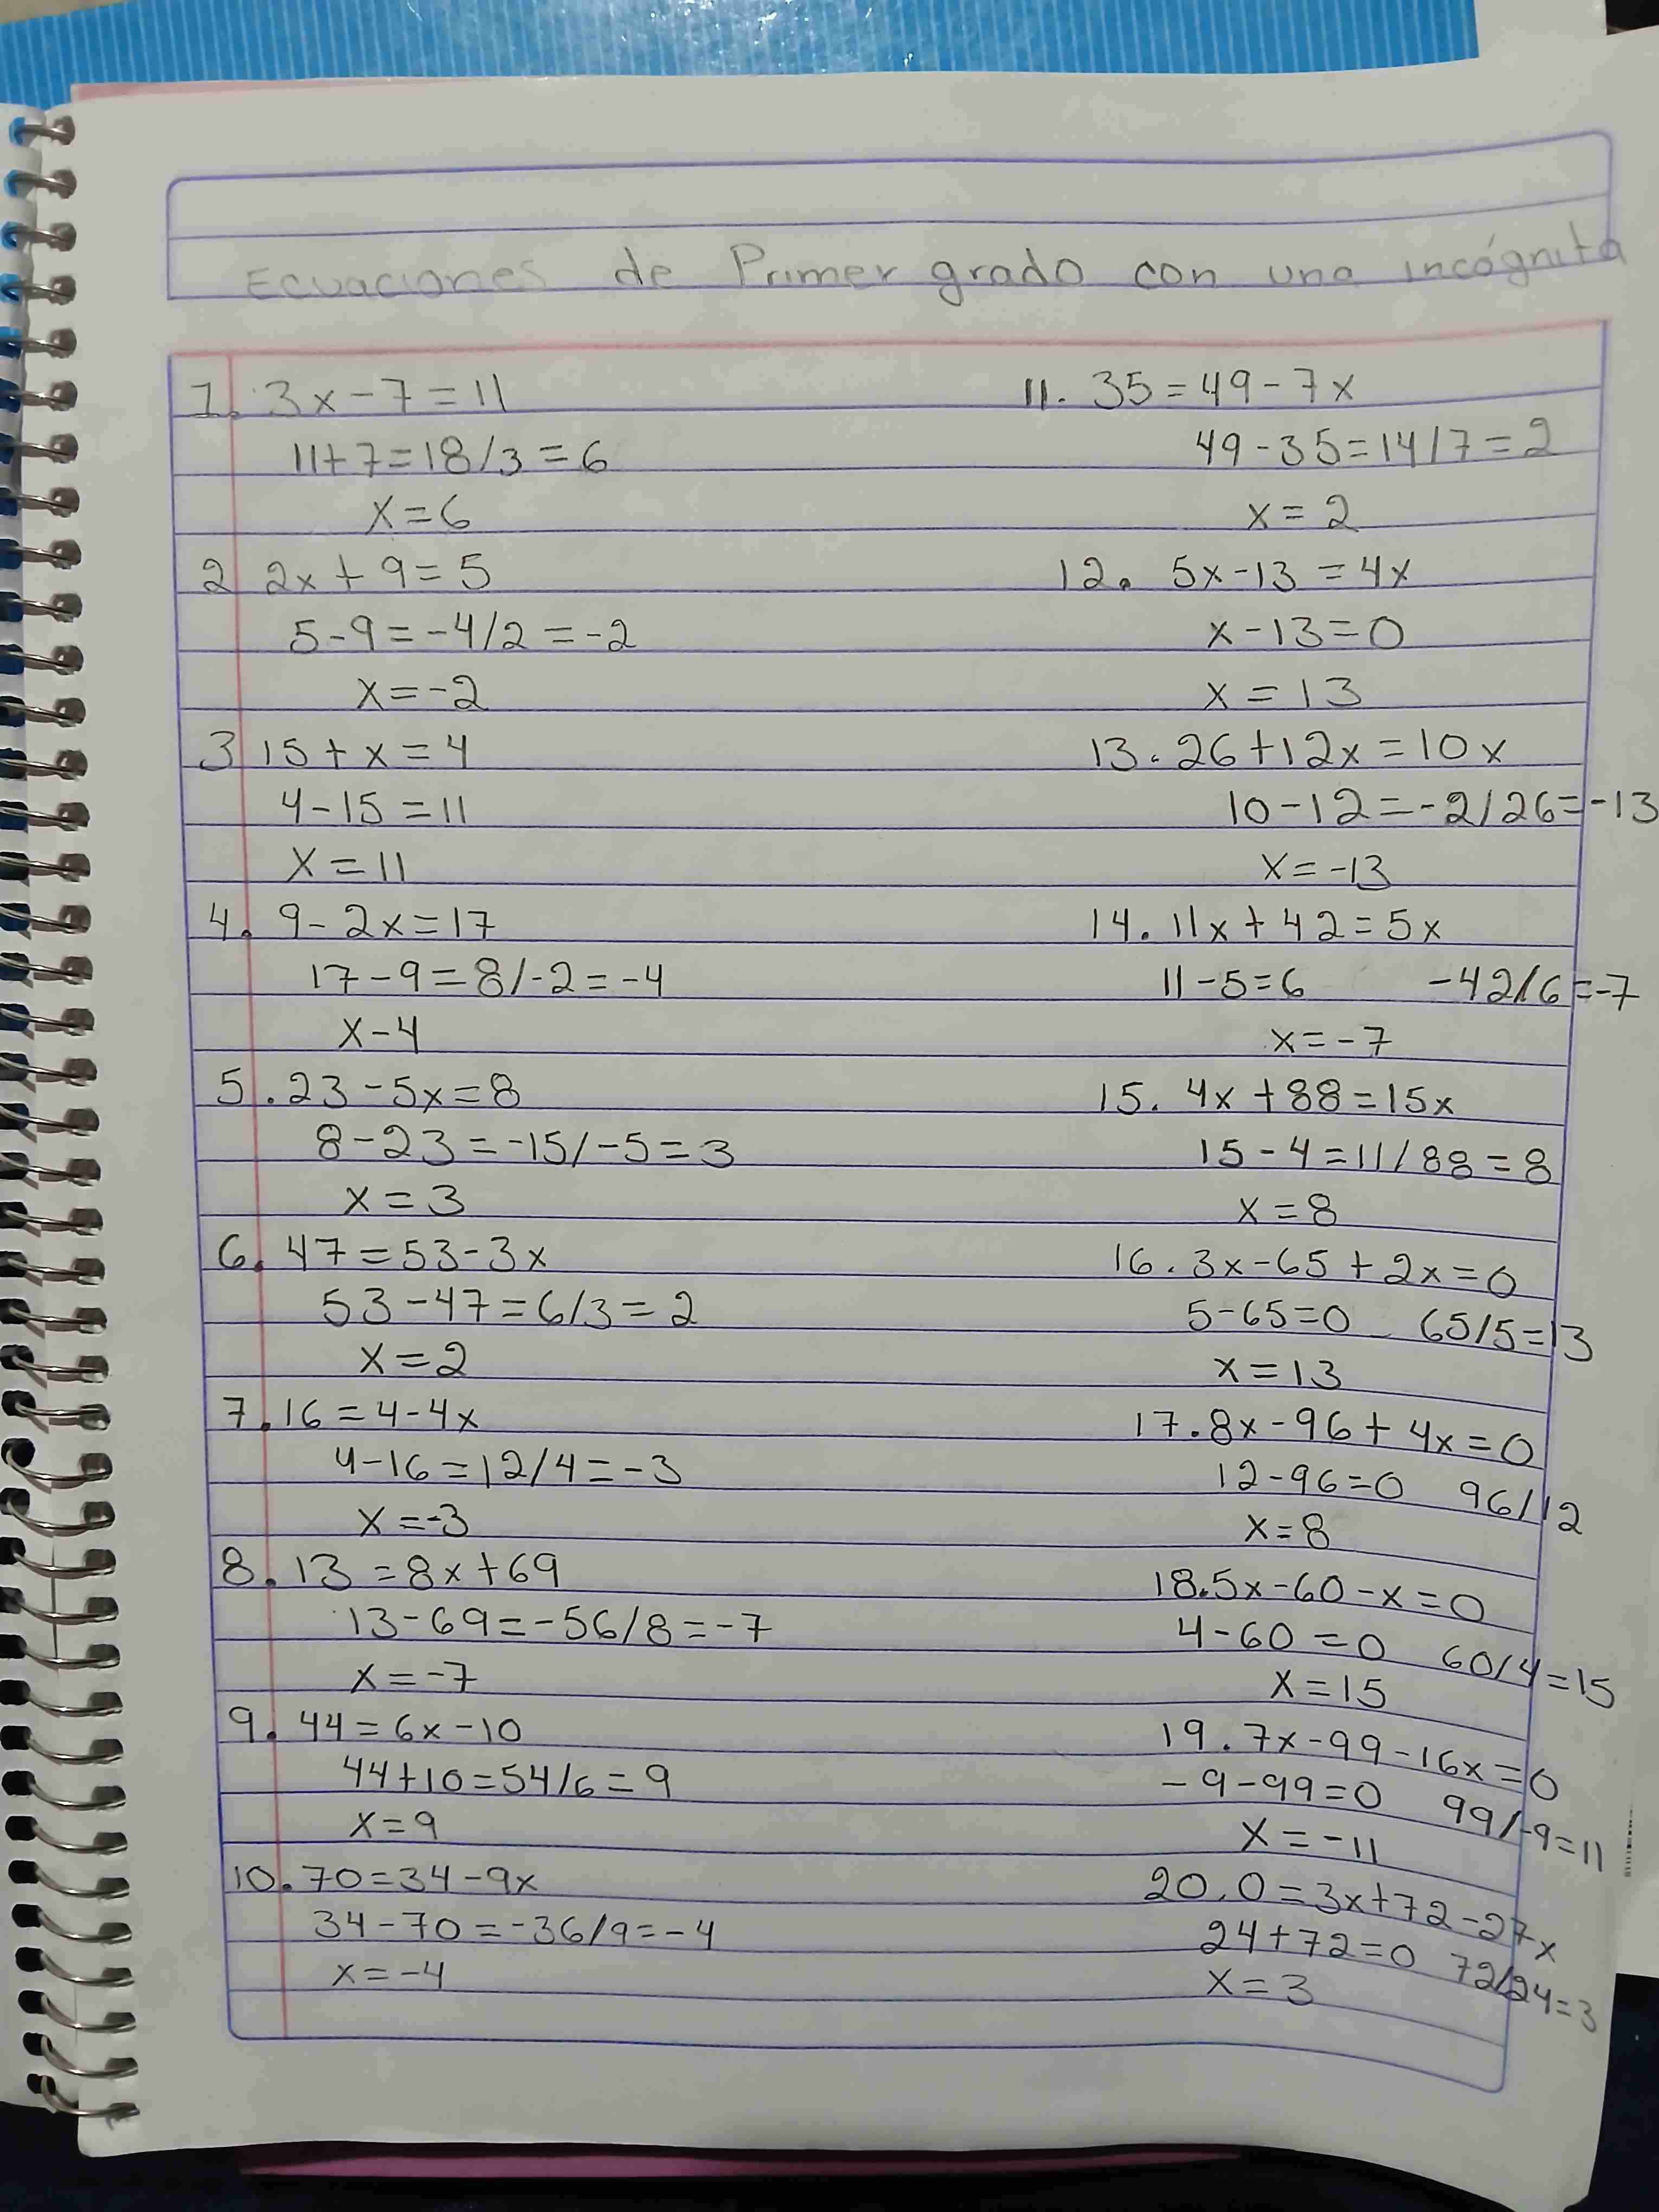 Ecuaciones de Primer grado con una incógnita
1. 3x-7=11
11+7=18/3=6
x=6
2 2x+9=5
5-9=-4/2=-2
x=-2
3 15+x=4
4-15=11
x=11
4. 9-2x=17
17-9=8/-2=-4
x-4
5. 23-5x=8
8-23=-15/-5=3
x=3
6. 47=53-3x
53-47=6/3=2
x=2
7. 16=4-4x
4-16=12/4=-3
x=-3
8. 13=8x+69
13-69=-56/8=-7
x=-7
9. 44=6x-10
44+10=54/6=9
x=9
10. 70=34-9x
34-70=-36/9=-4
x=-4
11. 35=49-7x
49-35=14/7=2
x=2
12. 5x-13=4x
x-13=0
x=13
13. 26+12x=10x
10-12=-2/26=-13
x=-13
14. 11x+42=5x
11-5=6 -42/6=-7
x=-7
15. 4x+88=15x
15-4=11/88=8
x=8
16. 3x-65+2x=0
5-65=0 65/5=13
x=13
17. 8x-96+4x=0
12-96=0 96/12
x=8
18. 5x-60-x=0
4-60=0 60/4=15
x=15
19. 7x-99-16x=0
-9-99=0 99/-9=11
x=-11
20. 0=3x+72-27x
24+72=0 72/24=3
x=3